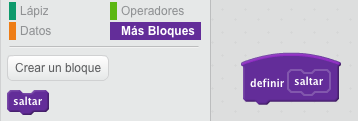 Lápiz Operadores
Datos Más Bloques
Crear un bloque
saltar
definir saltar